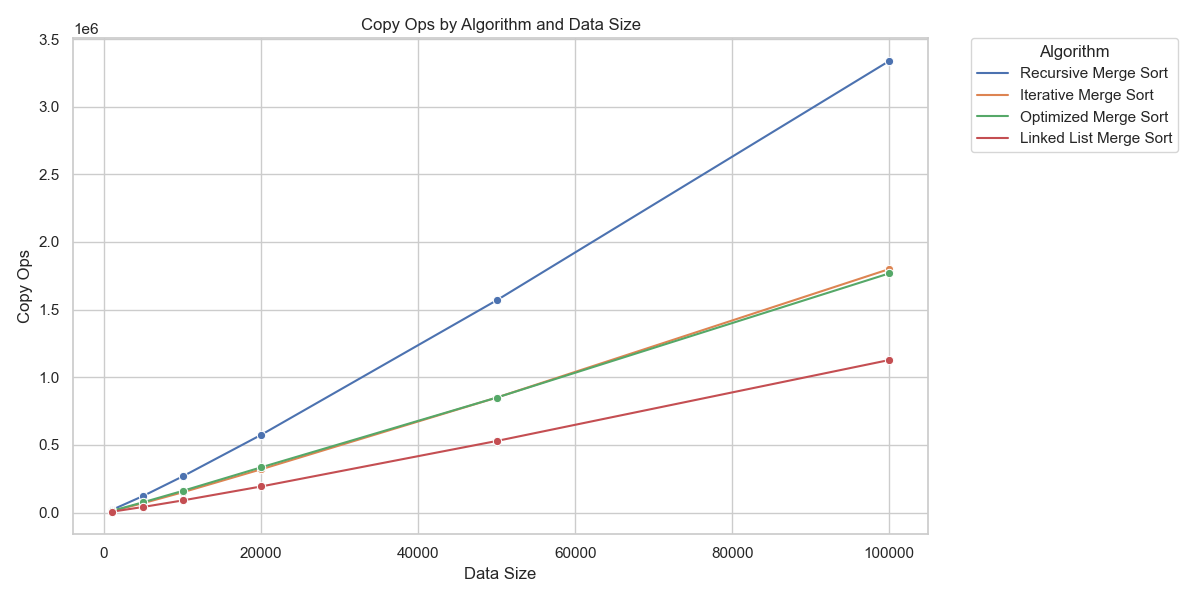 Copy Ops by Algorithm and Data Size
1e6
3.5
3.0
2.5
2.0
1.5
1.0
0.5
0.0
Copy Ops
0
20000
40000
60000
80000
100000
Data Size
Algorithm
Recursive Merge Sort
Iterative Merge Sort
Optimized Merge Sort
Linked List Merge Sort